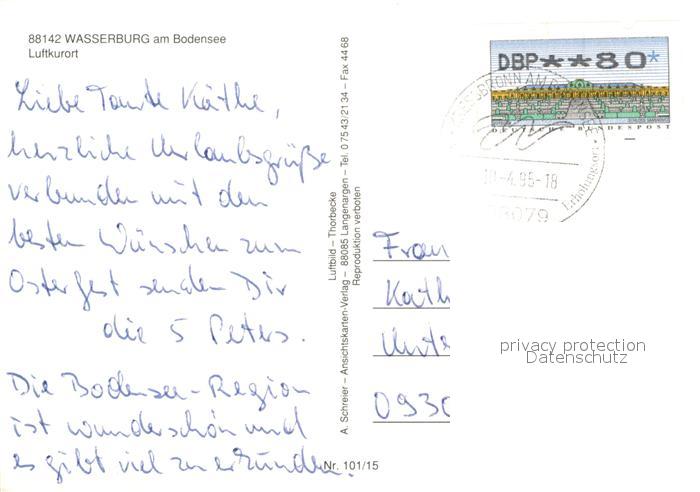 88142 WASSERBURG am Bodensee
Luftkurort
Liebe Tante Käthe,
herzliche Urlaubsgrüße
verbunden mit den
besten Wünschen zum
Osterfest senden Dir
die 5 Peters.
Die Bodensee-Region
ist wunderschön und
es gibt viel zu erkunden.
Luftbild – Thorbecke
A. Schreier – Ansichtskarten-Verlag – 88085 Langenargen – Tel. 07543/2134 – Fax 4468
Reproduktion verboten
Nr. 101/15
DBP**80*
DEUTSCHE BUNDESPOST
-4.95-18
Erholungsort
88079
Frau
Käth
0930
privacy protection
Datenschutz